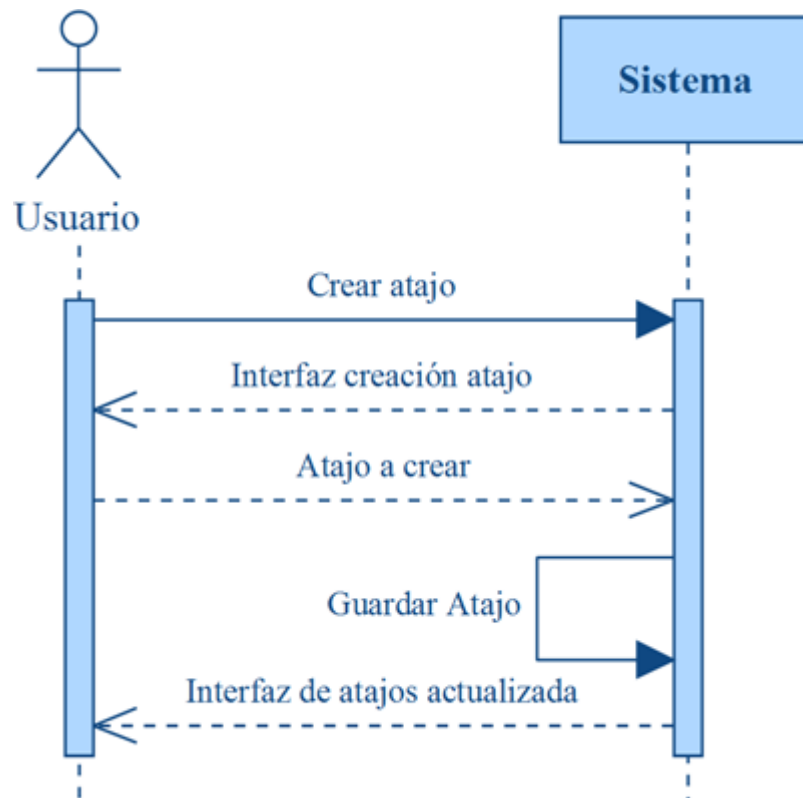 Sistema
Usuario
Crear atajo
Interfaz creación atajo
Atajo a crear
Guardar Atajo
Interfaz de atajos actualizada